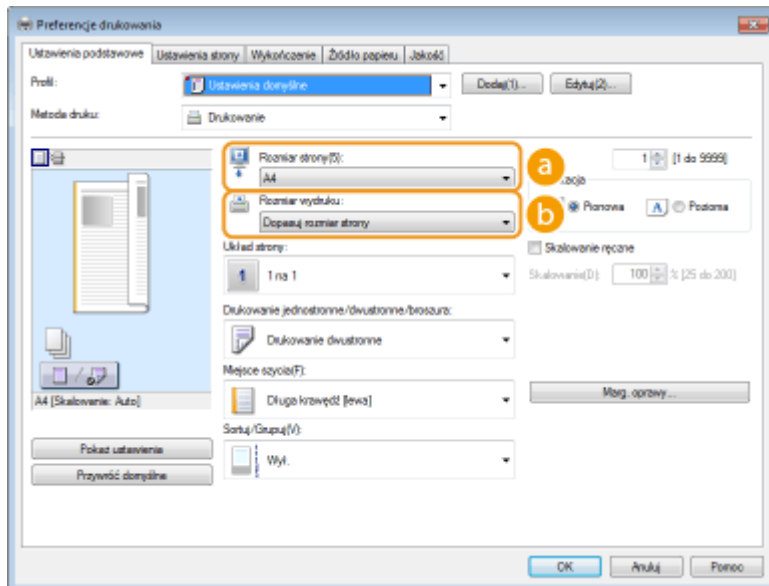 Preferencje drukowania
Ustawienia podstawowe Ustawienia strony Wykończenie Źródło papieru Jakość
Profil: Ustawienia domyślne Dodaj(1)... Edytuj(2)...
Metoda druku: Drukowanie
Rozmiar strony(5):
A4
a
1 [1 do 9999]
acja
Rozmiar wydruku:
Dopasuj rozmiar strony
b
Pionowa A Pozioma
Układ strony:
1 1 na 1
Skalowanie ręczne
Skalowanie(D): 100 % [25 do 200]
Drukowanie jednostronne/dwustronne/broszura:
Drukowanie dwustronne
Miejsce szycia(F):
Długa krawędź [lewa]
Marg. oprawy...
A4 [Skalowanie: Auto]
Sortuj/Grupuj(V):
Wył.
Pokaż ustawienia
Przywróć domyślne
OK Anuluj Pomoc